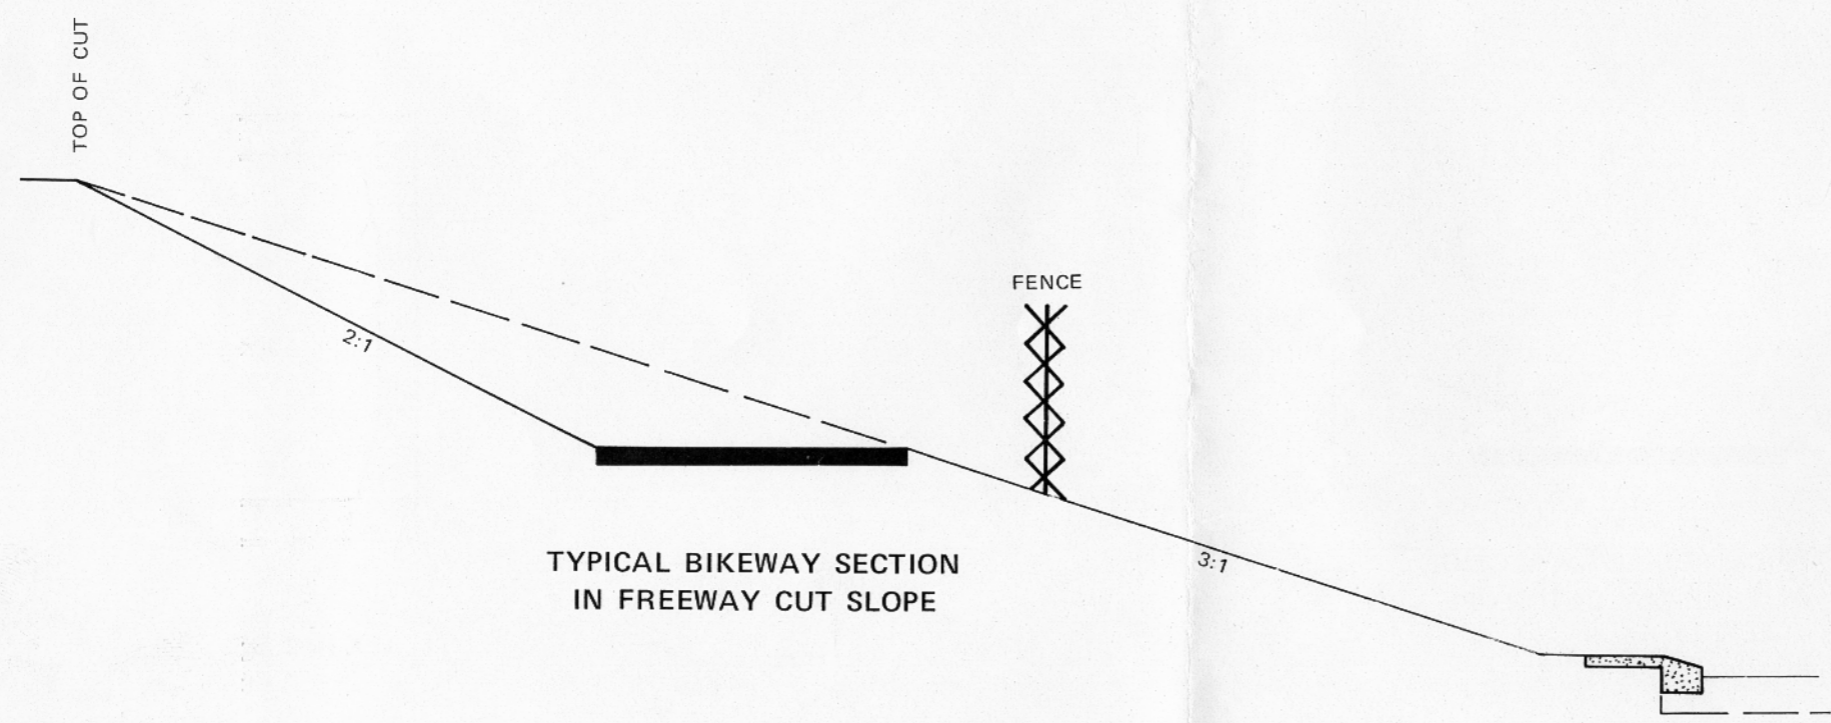 TOP OF CUT
2:1
FENCE
3:1
TYPICAL BIKEWAY SECTION
IN FREEWAY CUT SLOPE